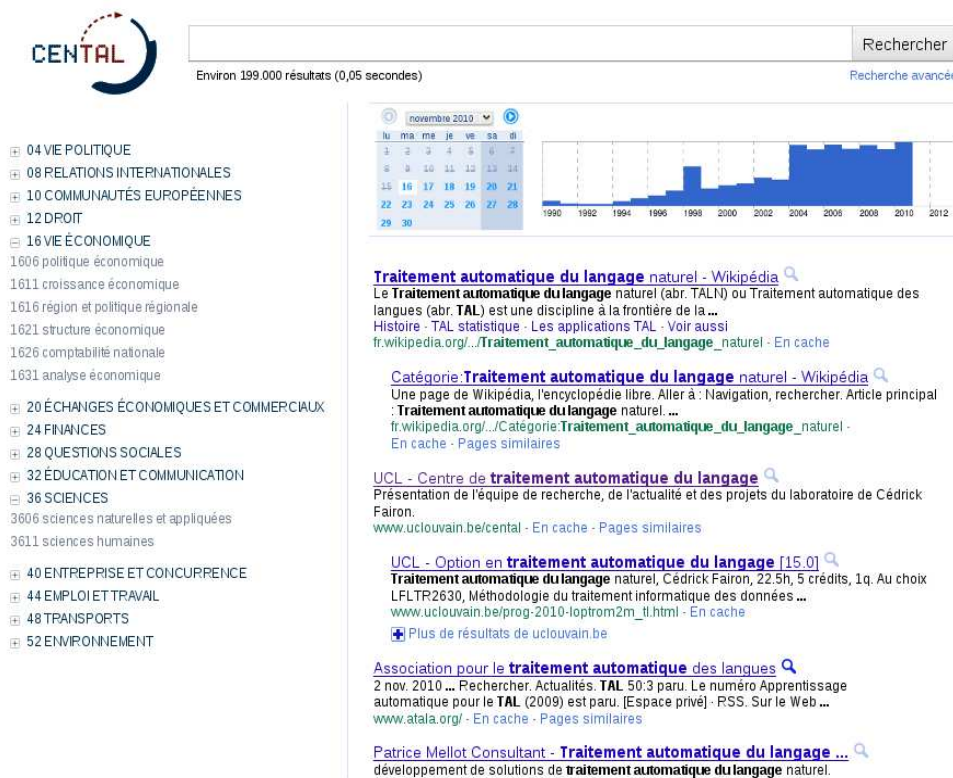 CENTAL
Rechercher
Environ 199.000 résultats (0,05 secondes)
Recherche avancée
04 VIE POLITIQUE
08 RELATIONS INTERNATIONALES
10 COMMUNAUTÉS EUROPÉENNES
12 DROIT
16 VIE ÉCONOMIQUE
1606 politique économique
1611 croissance économique
1616 région et politique régionale
1621 structure économique
1626 comptabilité nationale
1631 analyse économique
20 ÉCHANGES ÉCONOMIQUES ET COMMERCIAUX
24 FINANCES
28 QUESTIONS SOCIALES
32 ÉDUCATION ET COMMUNICATION
36 SCIENCES
3606 sciences naturelles et appliquées
3611 sciences humaines
40 ENTREPRISE ET CONCURRENCE
44 EMPLOI ET TRAVAIL
48 TRANSPORTS
52 ENVIRONNEMENT
novembre 2010
lu ma me je ve sa di
1 2 3 4 5 6 7
8 9 10 11 12 13 14
15 16 17 18 19 20 21
22 23 24 25 26 27 28
29 30
1990 1992 1994 1996 1998 2000 2002 2004 2006 2008 2010 2012
Traitement automatique du langage naturel - Wikipédia
Le Traitement automatique du langage naturel (abr. TALN) ou Traitement automatique des
langues (abr. TAL) est une discipline à la frontière de la ...
Histoire - TAL statistique - Les applications TAL - Voir aussi
fr.wikipedia.org/.../Traitement_automatique_du_langage_naturel - En cache
Catégorie:Traitement automatique du langage naturel - Wikipédia
Une page de Wikipédia, l'encyclopédie libre. Aller à : Navigation, rechercher. Article principal
: Traitement automatique du langage naturel. ...
fr.wikipedia.org/.../Catégorie:Traitement_automatique_du_langage_naturel -
En cache - Pages similaires
UCL - Centre de traitement automatique du langage
Présentation de l'équipe de recherche, de l'actualité et des projets du laboratoire de Cédrick
Fairon.
www.uclouvain.be/cental - En cache - Pages similaires
UCL - Option en traitement automatique du langage [15.0]
Traitement automatique du langage naturel, Cédrick Fairon, 22.5h, 5 crédits, 1q. Au choix
LFLTR2630, Méthodologie du traitement informatique des données ...
www.uclouvain.be/prog-2010-loptrom2m_tl.html - En cache
Plus de résultats de uclouvain.be
Association pour le traitement automatique des langues
2 nov. 2010 ... Rechercher. Actualités. TAL 50:3 paru. Le numéro Apprentissage
automatique pour le TAL (2009) est paru. [Espace privé] · RSS. Sur le Web ...
www.atala.org/ - En cache - Pages similaires
Patrice Mellot Consultant - Traitement automatique du langage ...
développement de solutions de traitement automatique du langage naturel.